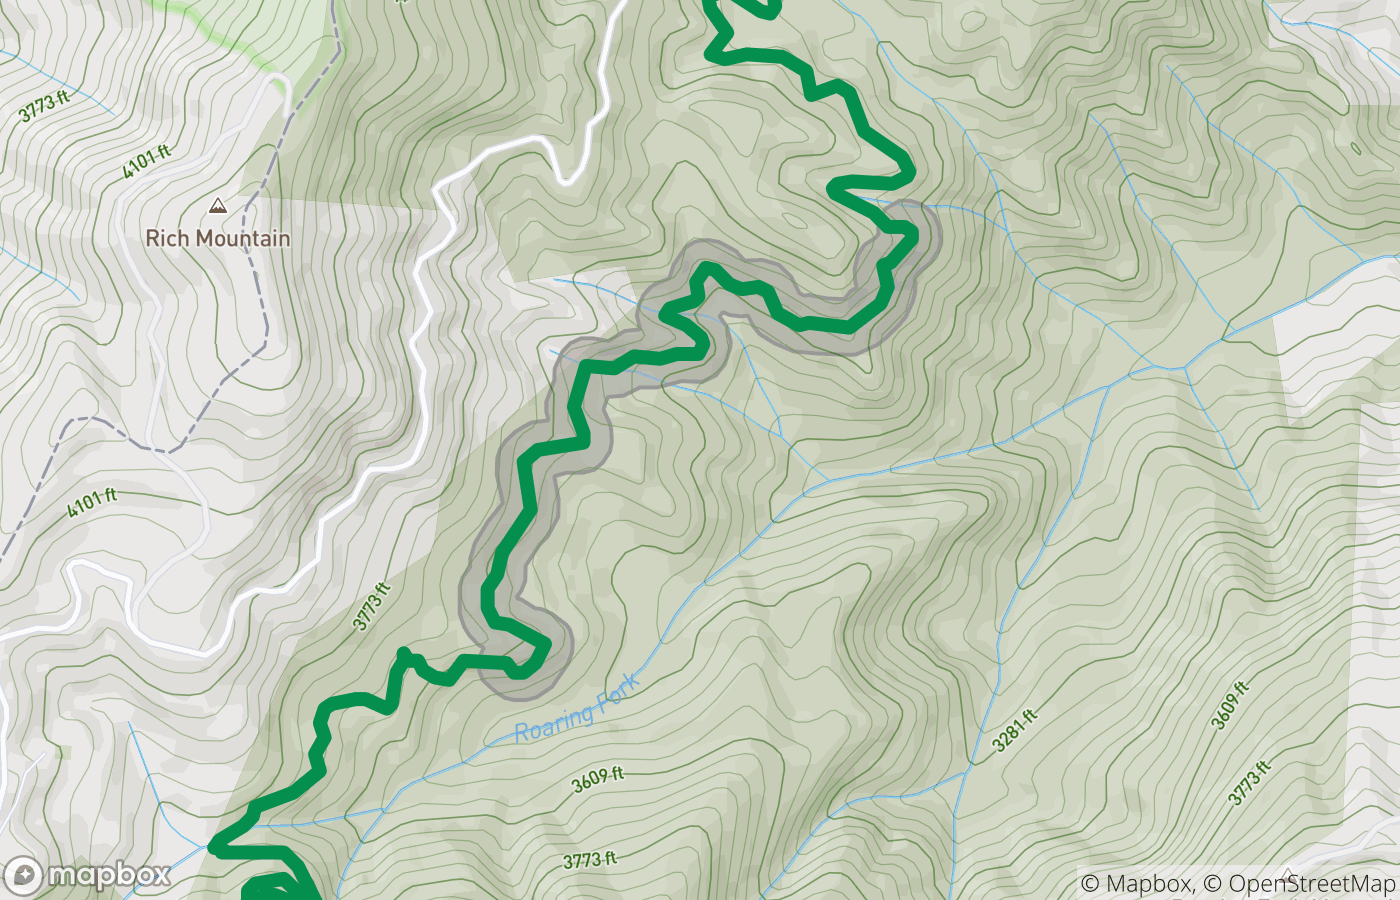 3773 ft
4101 ft
Rich Mountain
4101 ft
3773 ft
Roaring Fork
3609 ft
3281 ft
3609 ft
3773 ft
3773 ft
mapbox
© Mapbox, © OpenStreetMap